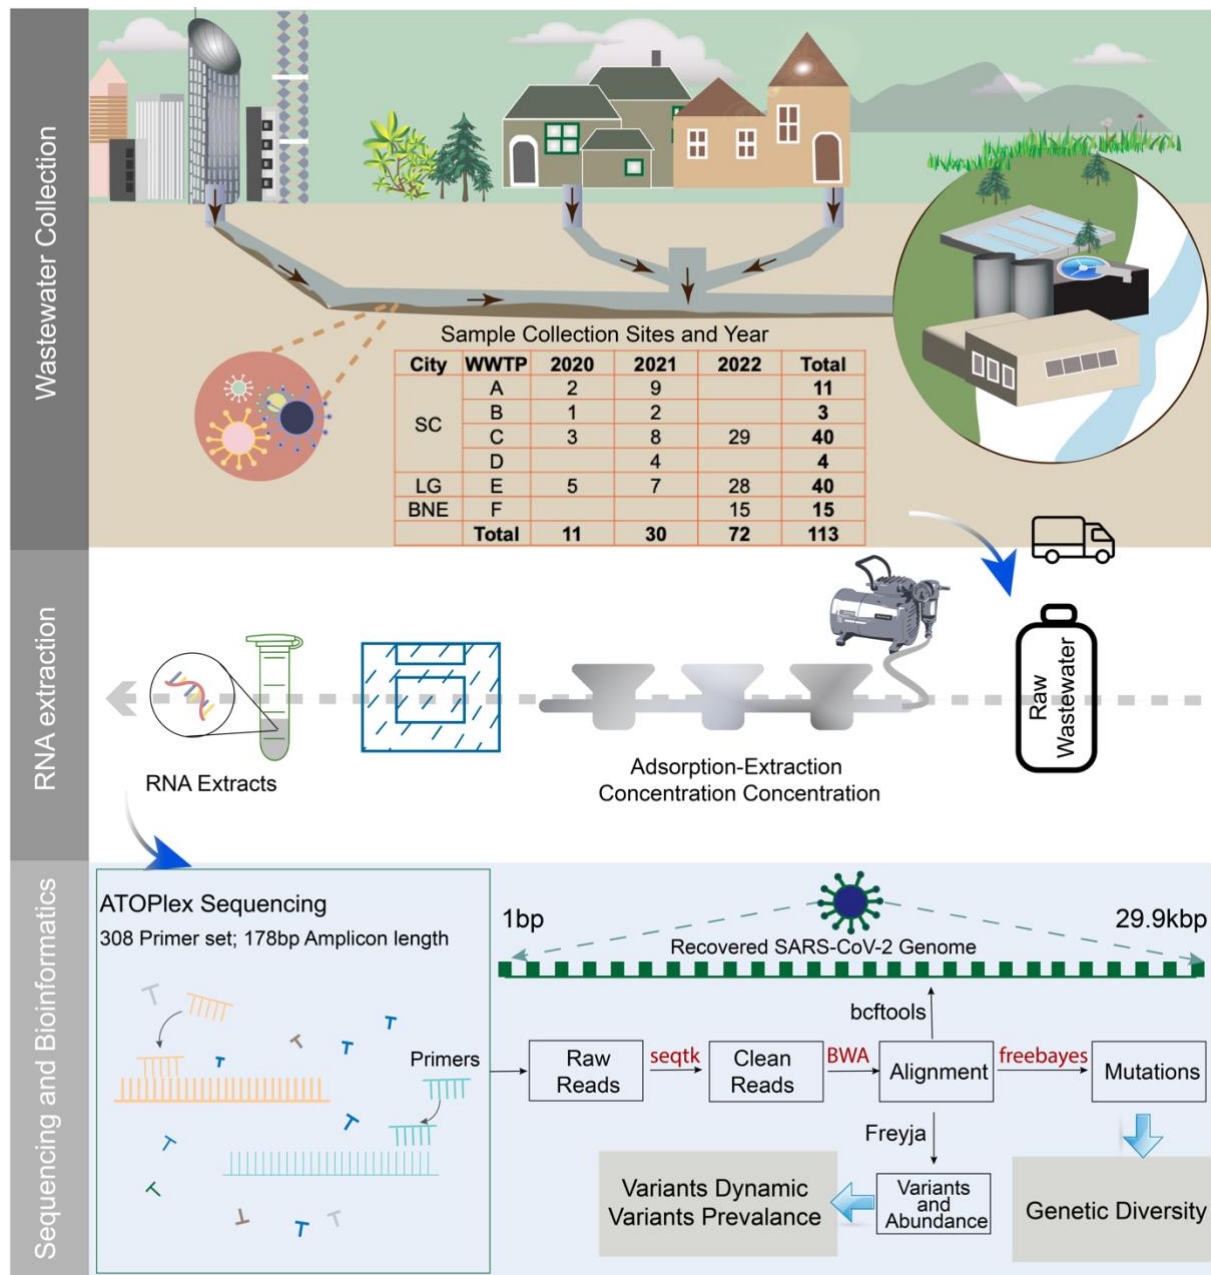 Wastewater Collection
Sample Collection Sites and Year
City WWTP 2020 2021 2022 Total
A 2 9 11
B 1 2 3
SC
C 3 8 29 40
D 4 4
LG E 5 7 28 40
BNE F 15 15
Total 11 30 72 113
RNA extraction
Raw
Wastewater
Adsorption-Extraction
Concentration Concentration
RNA Extracts
Sequencing and Bioinformatics
ATOPlex Sequencing
308 Primer set; 178bp Amplicon length
Primers
1bp
29.9kbp
Recovered SARS-CoV-2 Genome
bcftools
Raw
Reads
seqtk
Clean
Reads
BWA
Alignment
freebayes
Mutations
Freyja
Variants
and
Abundance
Variants Dynamic
Variants Prevalance
Genetic Diversity